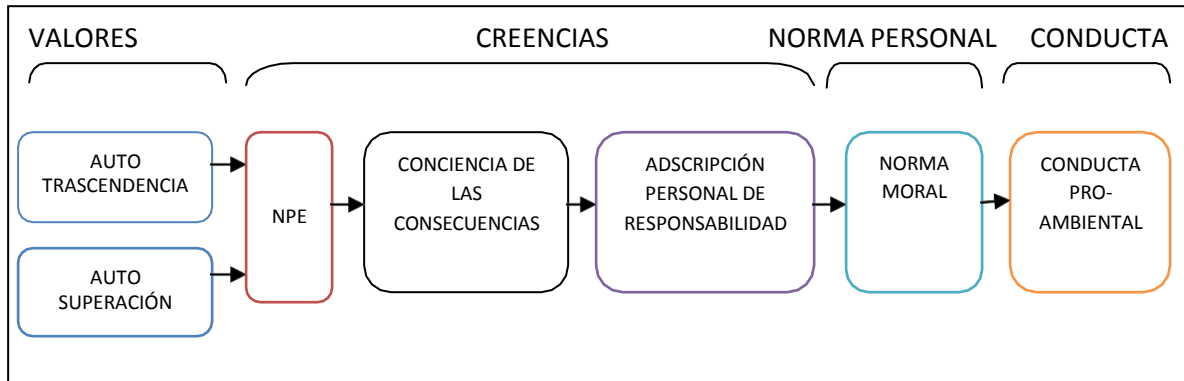 VALORES
CREENCIAS
NORMA PERSONAL
CONDUCTA
AUTO
TRASCENDENCIA
AUTO
SUPERACIÓN
NPE
CONCIENCIA DE
LAS
CONSECUENCIAS
ADSCRIPCIÓN
PERSONAL DE
RESPONSABILIDAD
NORMA
MORAL
CONDUCTA
PRO-
AMBIENTAL